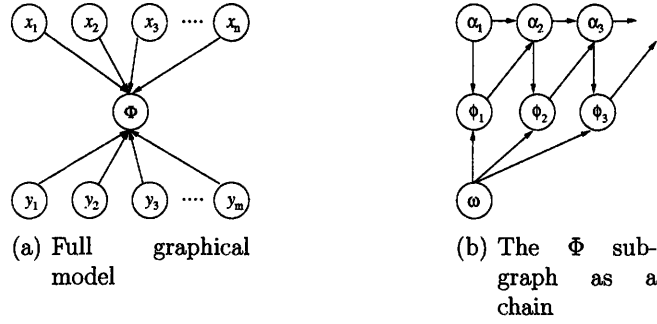 x₁ x₂ x₃ ···· xₙ
α₁ α₂ α₃
Φ
ϕ₁ ϕ₂ ϕ₃
y₁ y₂ y₃ ···· yₘ
ω
(a) Full graphical
model
(b) The Φ sub-
graph as a
chain